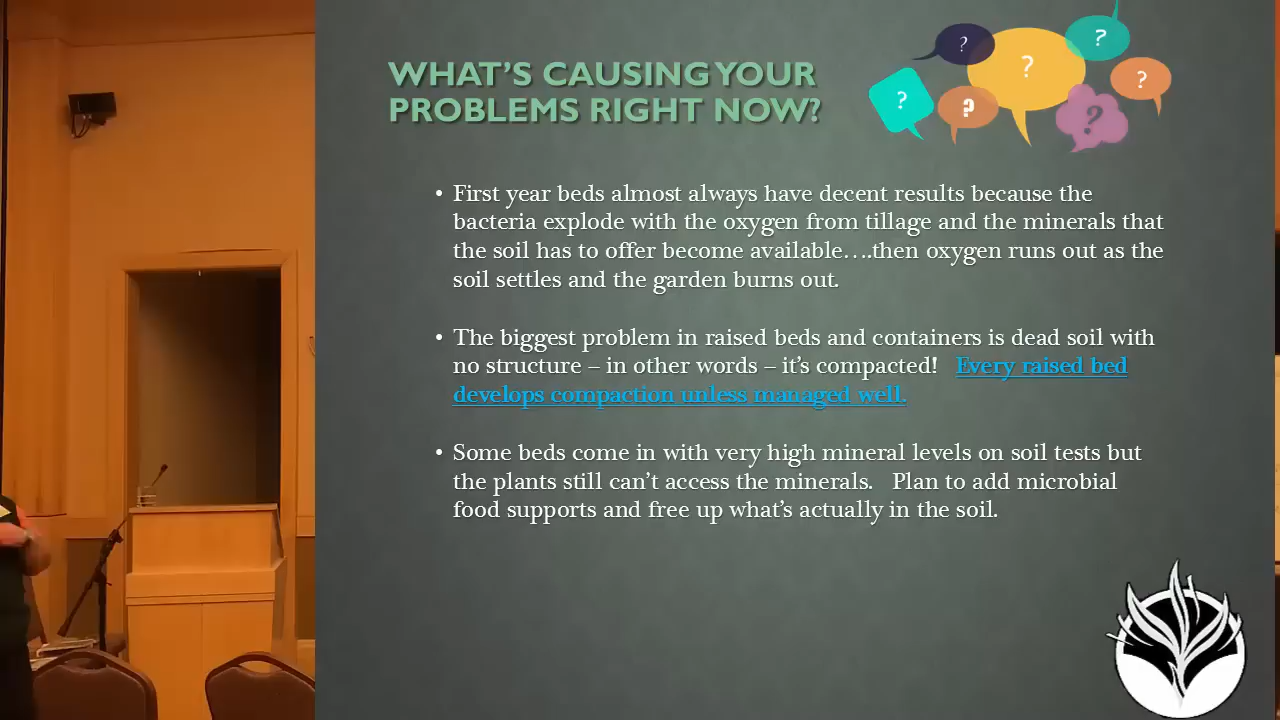 WHAT'S CAUSING YOUR
PROBLEMS RIGHT NOW?
? ? ? ? ? ? ?
• First year beds almost always have decent results because the
bacteria explode with the oxygen from tillage and the minerals that
the soil has to offer become available….then oxygen runs out as the
soil settles and the garden burns out.
• The biggest problem in raised beds and containers is dead soil with
no structure – in other words – it's compacted! Every raised bed
develops compaction unless managed well.
• Some beds come in with very high mineral levels on soil tests but
the plants still can't access the minerals. Plan to add microbial
food supports and free up what's actually in the soil.